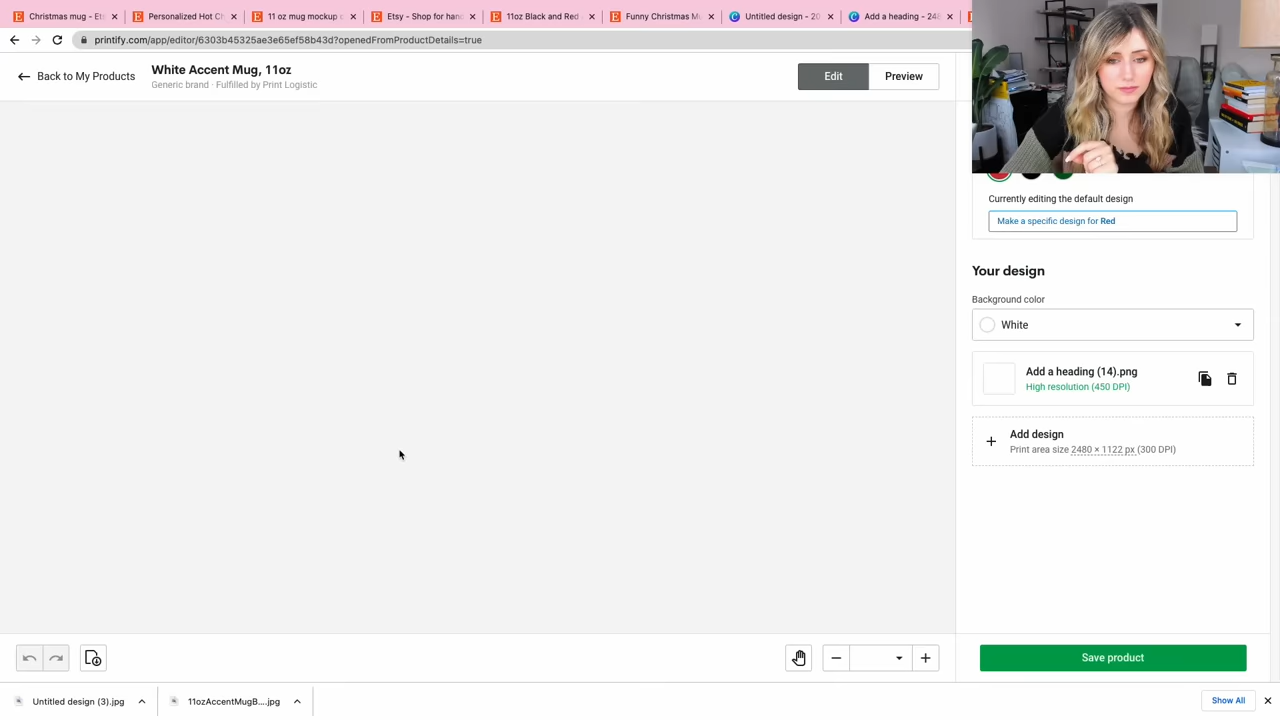 Christmas mug - Ets
Personalized Hot Ch
11 oz mug mockup c
Etsy - Shop for hand
11oz Black and Red
Funny Christmas Mu
Untitled design - 20
Add a heading - 248
printify.com/app/editor/6303b45325ae3e65ef58b43d?openedFromProductDetails=true
Back to My Products
White Accent Mug, 11oz
Generic brand · Fulfilled by Print Logistic
Edit
Preview
Currently editing the default design
Make a specific design for Red
Your design
Background color
White
Add a heading (14).png
High resolution (450 DPI)
Add design
Print area size 2480 × 1122 px (300 DPI)
Save product
Untitled design (3).jpg
11ozAccentMugB....jpg
Show All